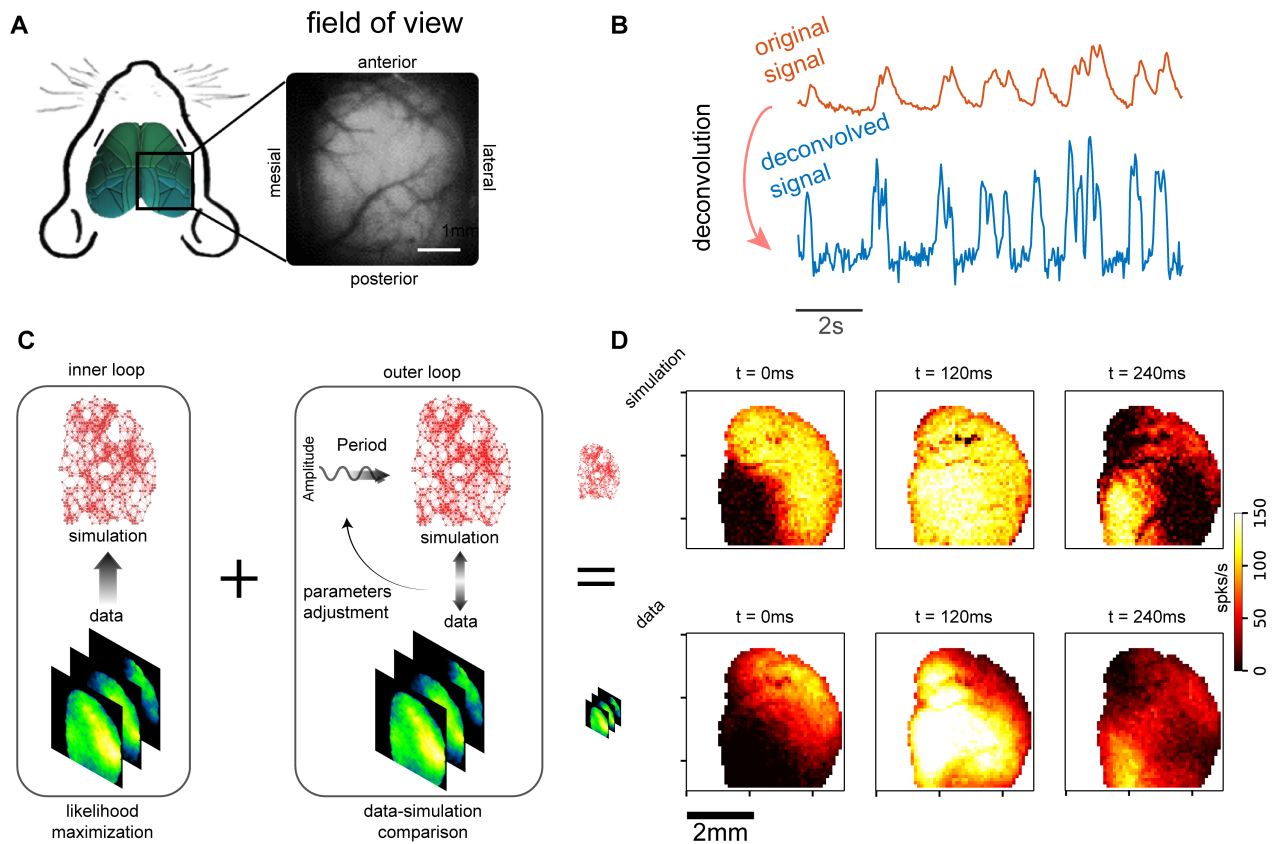 A
field of view
anterior
mesial
lateral
1mm
posterior
B
original
signal
deconvolution
deconvolved
signal
2s
C
inner loop
simulation
data
likelihood
maximization
+
outer loop
Amplitude
Period
simulation
parameters
adjustment
data
data-simulation
comparison
=
D
simulation
t = 0ms
t = 120ms
t = 240ms
data
t = 0ms
t = 120ms
t = 240ms
150
100
50
0
spks/s
2mm